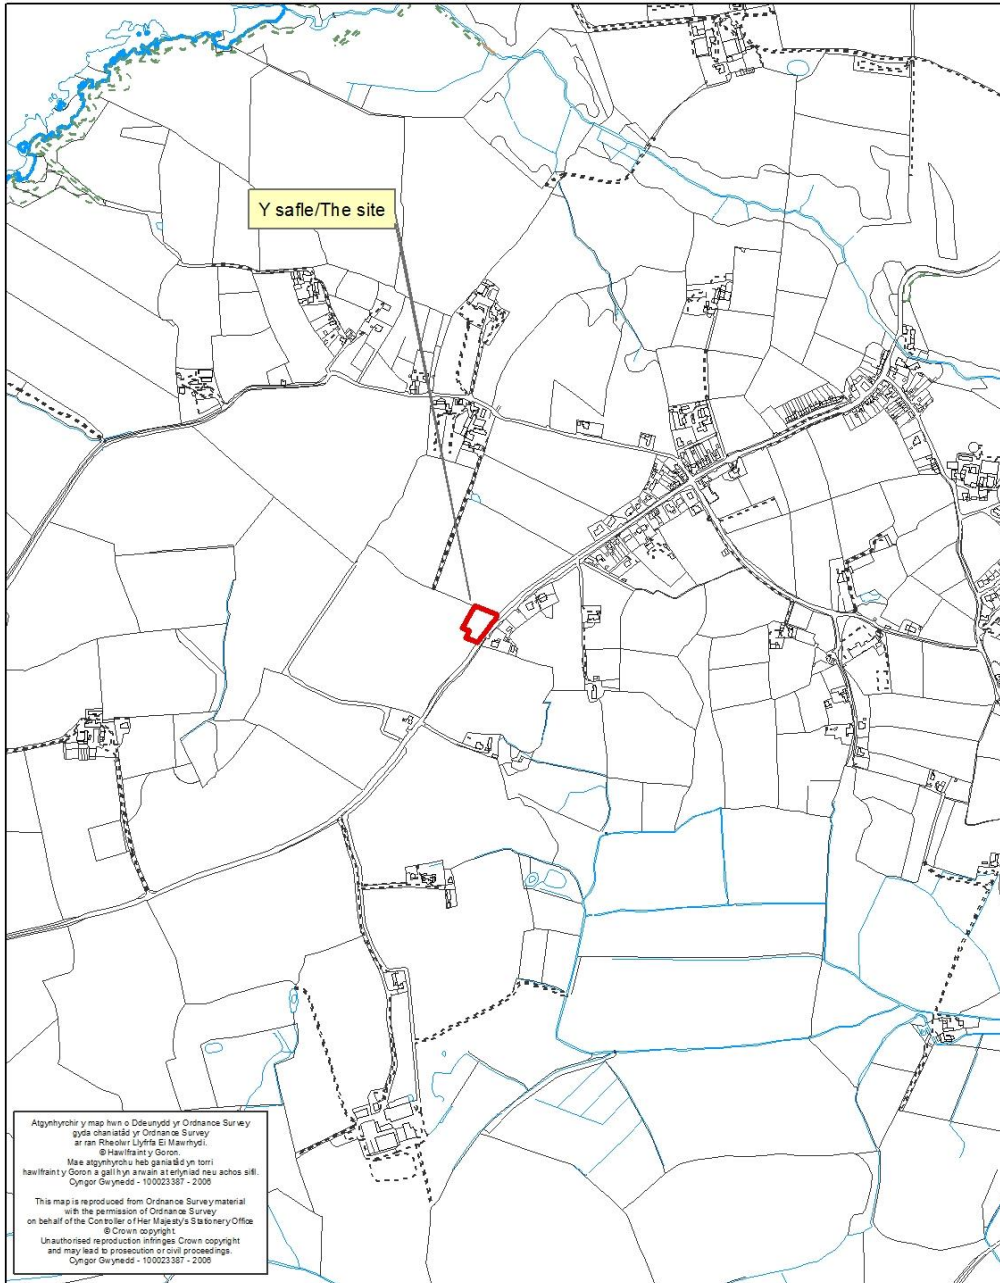 Y safle/The site
Atgynhyrchir y map hwn o Ddeunydd yr Ordnance Survey
gyda chaniatâd yr Ordnance Survey
ar ran Rheolwr Llyfrfa Ei Mawrhydi.
© Hawlfraint y Goron.
Mae atgynhyrchu heb ganiatâd yn torri
hawlfraint y Goron a gall hyn arwain at erlyniad neu achos sifil.
Cyngor Gwynedd - 100023387 - 2006
This map is reproduced from Ordnance Survey material
with the permission of Ordnance Survey
on behalf of the Controller of Her Majesty's Stationery Office
© Crown copyright.
Unauthorised reproduction infringes Crown copyright
and may lead to prosecution or civil proceedings.
Cyngor Gwynedd - 100023387 - 2006